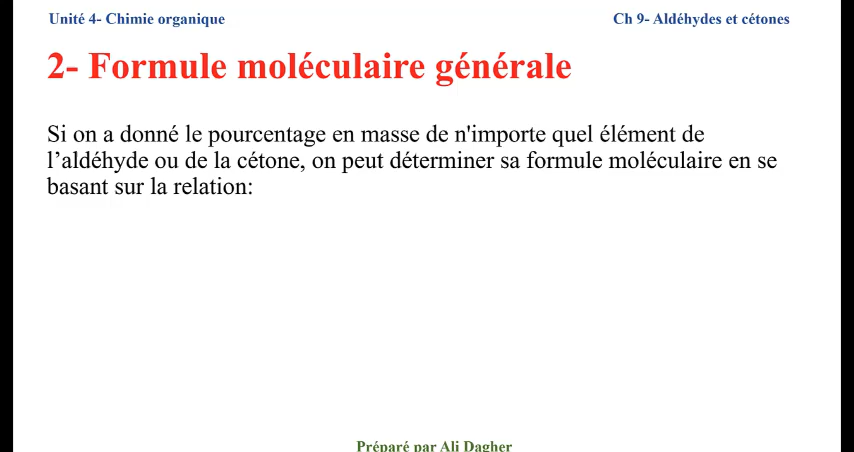 Unité 4- Chimie organique
Ch 9- Aldéhydes et cétones
2- Formule moléculaire générale
Si on a donné le pourcentage en masse de n'importe quel élément de
l’aldéhyde ou de la cétone, on peut déterminer sa formule moléculaire en se
basant sur la relation:
Préparé par Ali Dagher